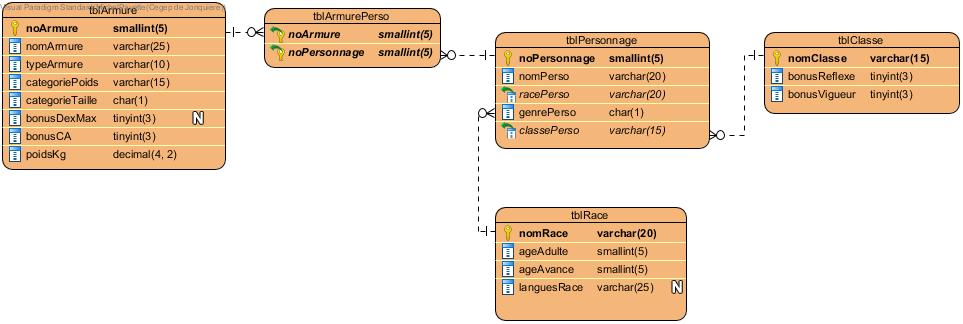 Visual Paradigm Standard(Cegep de Jonquiere)
tblArmure
noArmure smallint(5)
nomArmure varchar(25)
typeArmure varchar(10)
categoriePoids varchar(15)
categorieTaille char(1)
bonusDexMax tinyint(3) N
bonusCA tinyint(3)
poidsKg decimal(4, 2)
tblArmurePerso
noArmure smallint(5)
noPersonnage smallint(5)
tblPersonnage
noPersonnage smallint(5)
nomPerso varchar(20)
racePerso varchar(20)
genrePerso char(1)
classePerso varchar(15)
tblClasse
nomClasse varchar(15)
bonusReflexe tinyint(3)
bonusVigueur tinyint(3)
tblRace
nomRace varchar(20)
ageAdulte smallint(5)
ageAvance smallint(5)
languesRace varchar(25) N